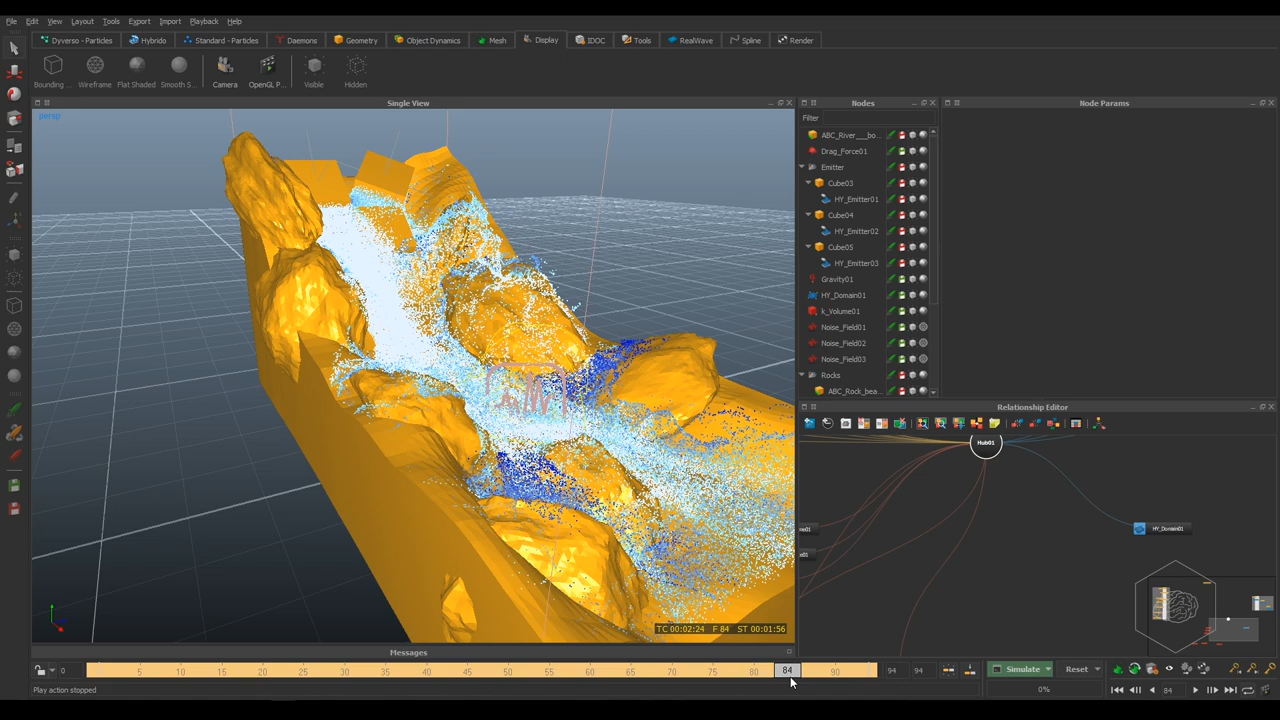 File Edit View Layout Tools Export Import Playback Help
Dyverso - Particles Hybrido Standard - Particles Daemons Geometry Object Dynamics Mesh Display IDOC Tools RealWave Spline Render
Bounding ... Wireframe Flat Shaded Smooth S... Camera OpenGL P... Visible Hidden
Single View
persp
TC 00:02:24 F 84 ST 00:01:56
Nodes
Filter
ABC_River___bo...
Drag_Force01
Emitter
Cube03
HY_Emitter01
Cube04
HY_Emitter02
Cube05
HY_Emitter03
Gravity01
HY_Domain01
k_Volume01
Noise_Field01
Noise_Field02
Noise_Field03
Rocks
ABC_Rock_bea...
Node Params
Relationship Editor
Hub01
HY_Domain01
Messages
0 5 10 15 20 25 30 35 40 45 50 55 60 65 70 75 80 84 90 94 94
Simulate Reset
Play action stopped
0%
84